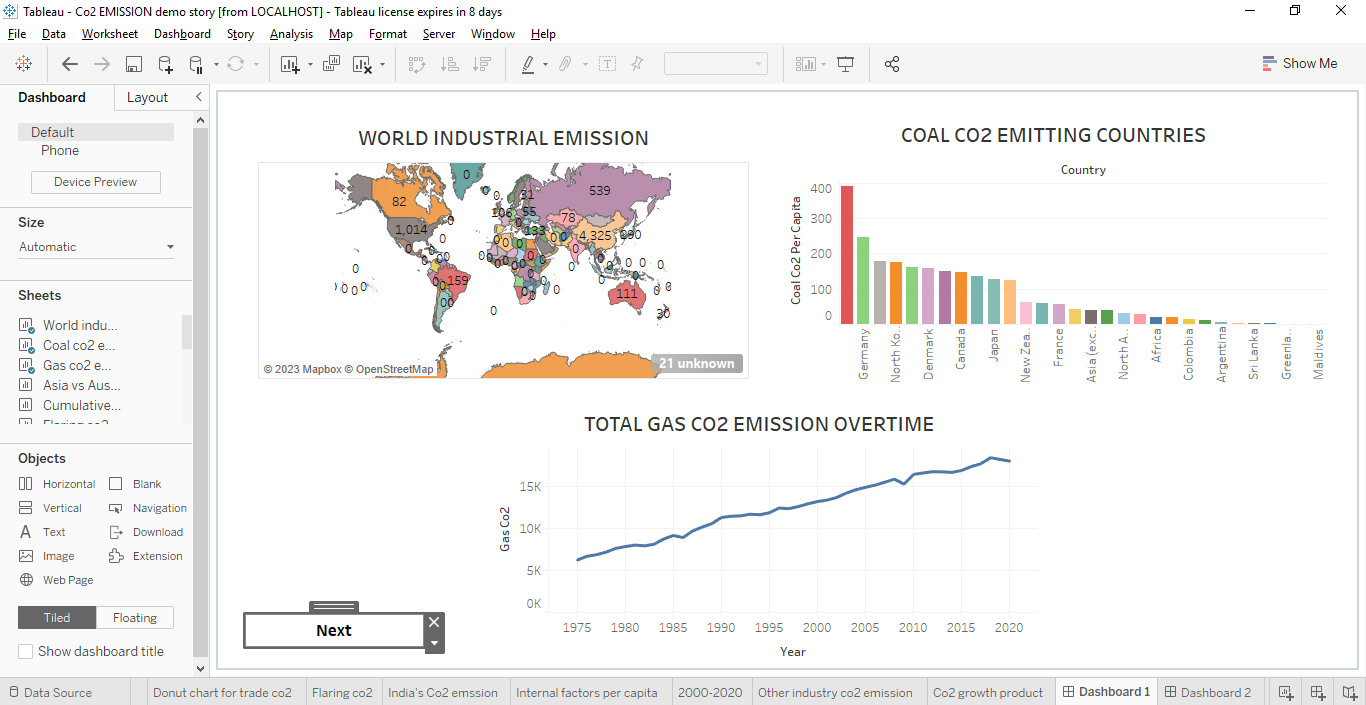 Tableau - Co2 EMISSION demo story [from LOCALHOST] - Tableau license expires in 8 days
File Data Worksheet Dashboard Story Analysis Map Format Server Window Help
Show Me
Dashboard Layout
Default
Phone
Device Preview
Size
Automatic
Sheets
World indu...
Coal co2 e...
Gas co2 e...
Asia vs Aus...
Cumulative...
Objects
Horizontal Blank
Vertical Navigation
Text Download
Image Extension
Web Page
Tiled Floating
Show dashboard title
WORLD INDUSTRIAL EMISSION
0
539
82
31
106 55
78
1,014
133
4,325
290
159
111
30
© 2023 Mapbox © OpenStreetMap
21 unknown
COAL CO2 EMITTING COUNTRIES
Country
Coal Co2 Per Capita
400
300
200
100
0
Germany
North Ko..
Denmark
Canada
Japan
New Zea..
France
Asia (exc..
North A..
Africa
Colombia
Argentina
Sri Lanka
Greenla..
Maldives
TOTAL GAS CO2 EMISSION OVERTIME
Gas Co2
15K
10K
5K
0K
1975 1980 1985 1990 1995 2000 2005 2010 2015 2020
Year
Next
Data Source Donut chart for trade co2 Flaring co2 India's Co2 emssion Internal factors per capita 2000-2020 Other industry co2 emission Co2 growth product Dashboard 1 Dashboard 2